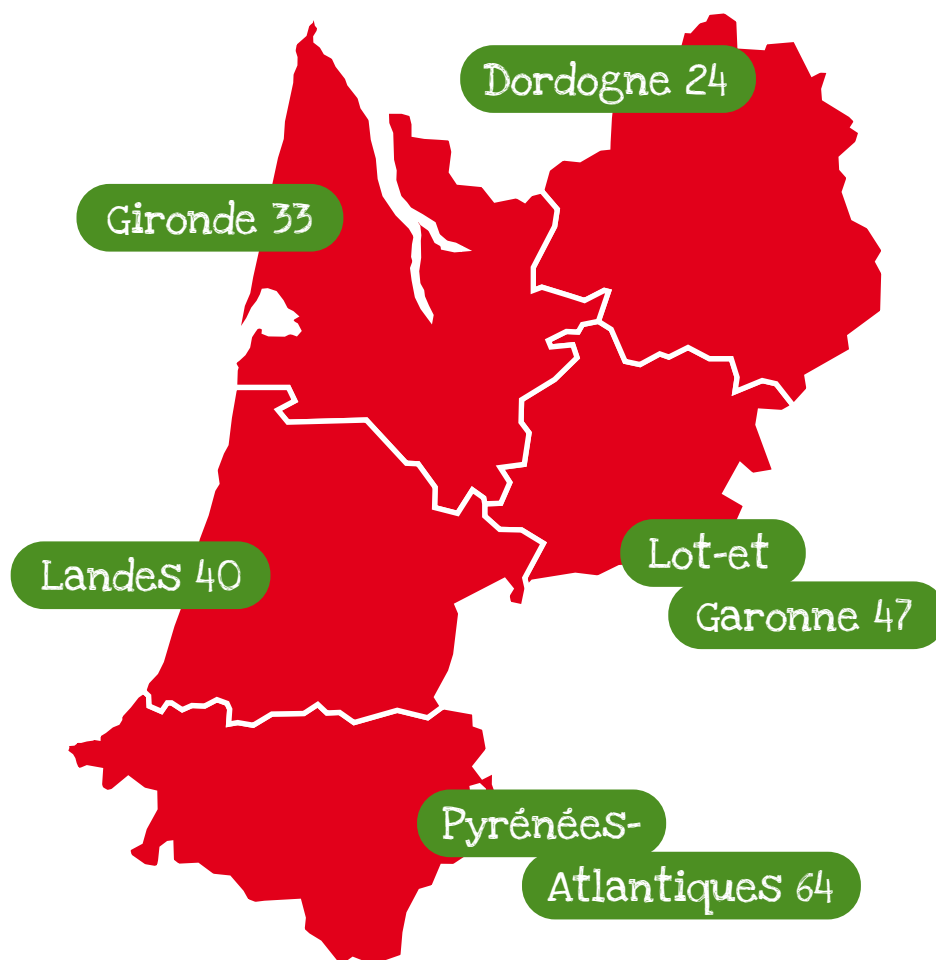 Dordogne 24
Gironde 33
Lot-et
Garonne 47
Landes 40
Pyrénées-
Atlantiques 64